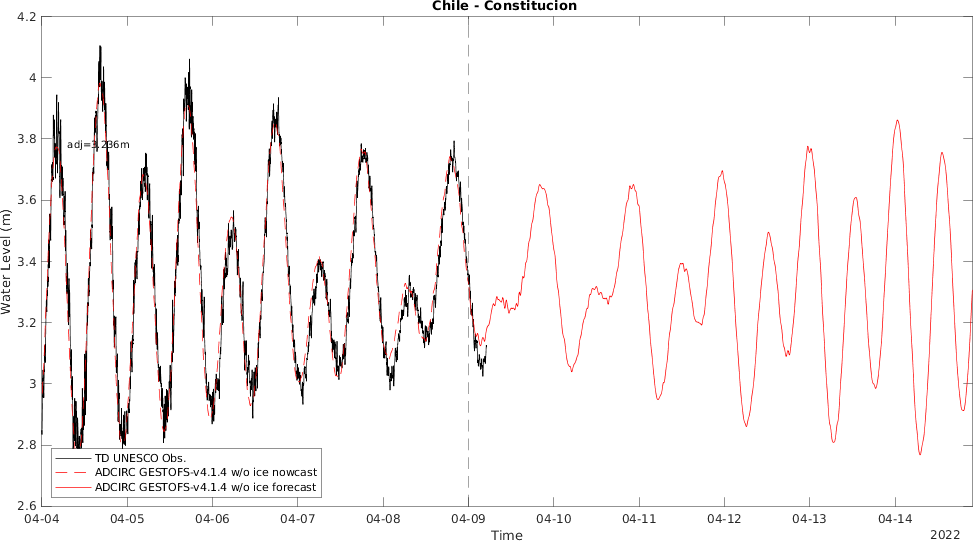 Chile - Constitucion
4.2
4
3.8
3.6
3.4
3.2
3
2.8
2.6
Water Level (m)
adj=3.236m
TD UNESCO Obs.
ADCIRC GESTOFS-v4.1.4 w/o ice nowcast
ADCIRC GESTOFS-v4.1.4 w/o ice forecast
04-04 04-05 04-06 04-07 04-08 04-09 04-10 04-11 04-12 04-13 04-14
Time
2022